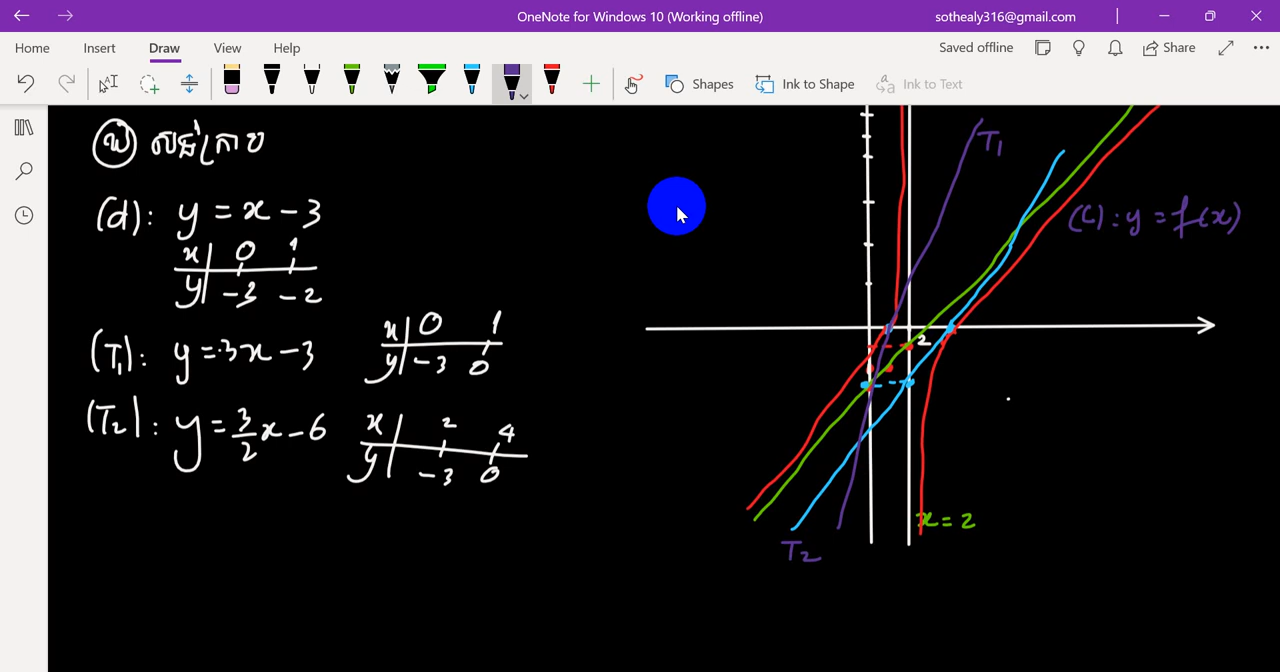 OneNote for Windows 10 (Working offline)
sothealy316@gmail.com
Home Insert Draw View Help
Saved offline Share
Shapes Ink to Shape Ink to Text
ឃ សង់ក្រាប
(d): y = x - 3
x 0 1
y -3 -2
(T₁): y = 3x - 3
x 0 1
y -3 0
(T₂): y = 3/2 x - 6
x 2 4
y -3 0
T₁
(C): y = f(x)
2
x = 2
T₂